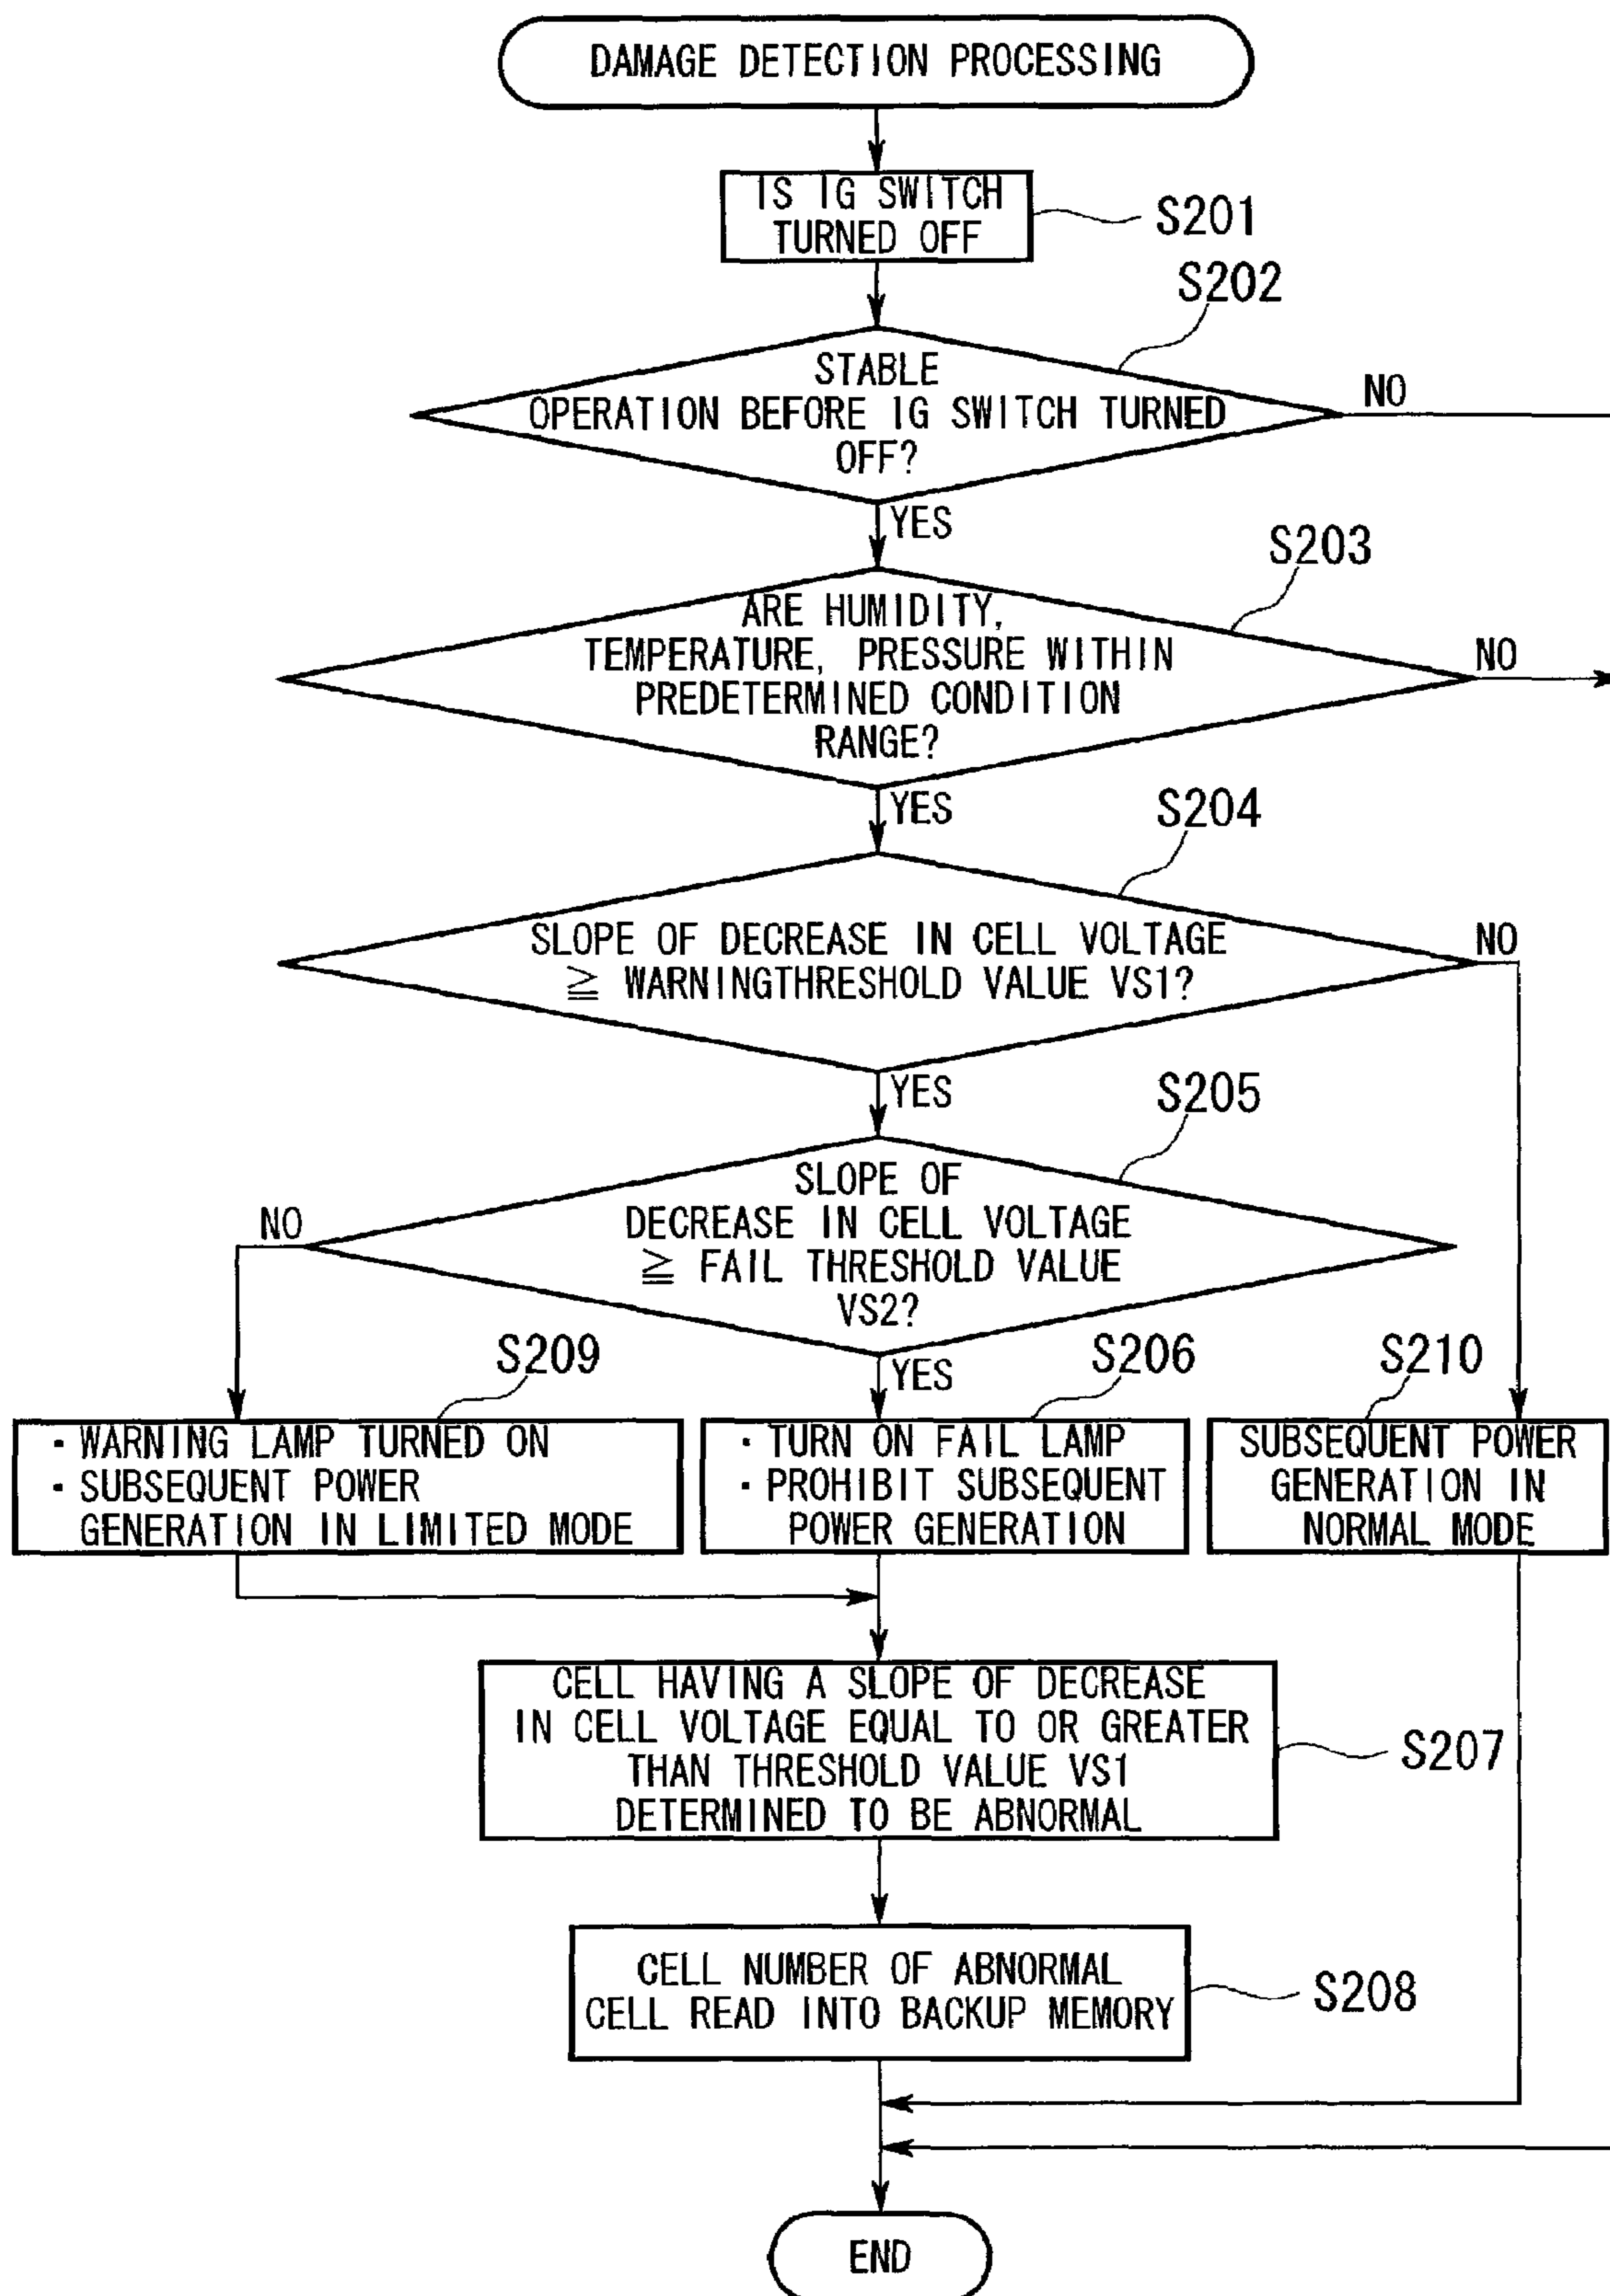 DAMAGE DETECTION PROCESSING
IS IG SWITCH
TURNED OFF
S201
S202
STABLE
OPERATION BEFORE IG SWITCH TURNED
OFF?
NO
YES
S203
ARE HUMIDITY,
TEMPERATURE, PRESSURE WITHIN
PREDETERMINED CONDITION
RANGE?
NO
YES
S204
SLOPE OF DECREASE IN CELL VOLTAGE
≧ WARNINGTHRESHOLD VALUE VS1?
NO
YES
S205
SLOPE OF
DECREASE IN CELL VOLTAGE
≧ FAIL THRESHOLD VALUE
VS2?
NO
YES
S209
· WARNING LAMP TURNED ON
· SUBSEQUENT POWER
GENERATION IN LIMITED MODE
S206
· TURN ON FAIL LAMP
· PROHIBIT SUBSEQUENT
POWER GENERATION
S210
SUBSEQUENT POWER
GENERATION IN
NORMAL MODE
CELL HAVING A SLOPE OF DECREASE
IN CELL VOLTAGE EQUAL TO OR GREATER
THAN THRESHOLD VALUE VS1
DETERMINED TO BE ABNORMAL
S207
CELL NUMBER OF ABNORMAL
CELL READ INTO BACKUP MEMORY
S208
END